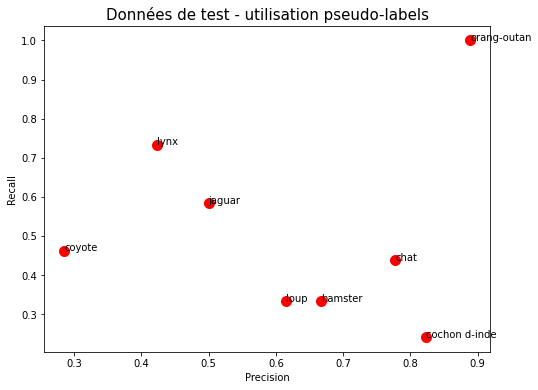 Données de test - utilisation pseudo-labels
1.0
0.9
0.8
0.7
0.6
0.5
0.4
0.3
Recall
orang-outan
lynx
jaguar
coyote
chat
loup
hamster
cochon d-inde
0.3
0.4
0.5
0.6
0.7
0.8
0.9
Precision